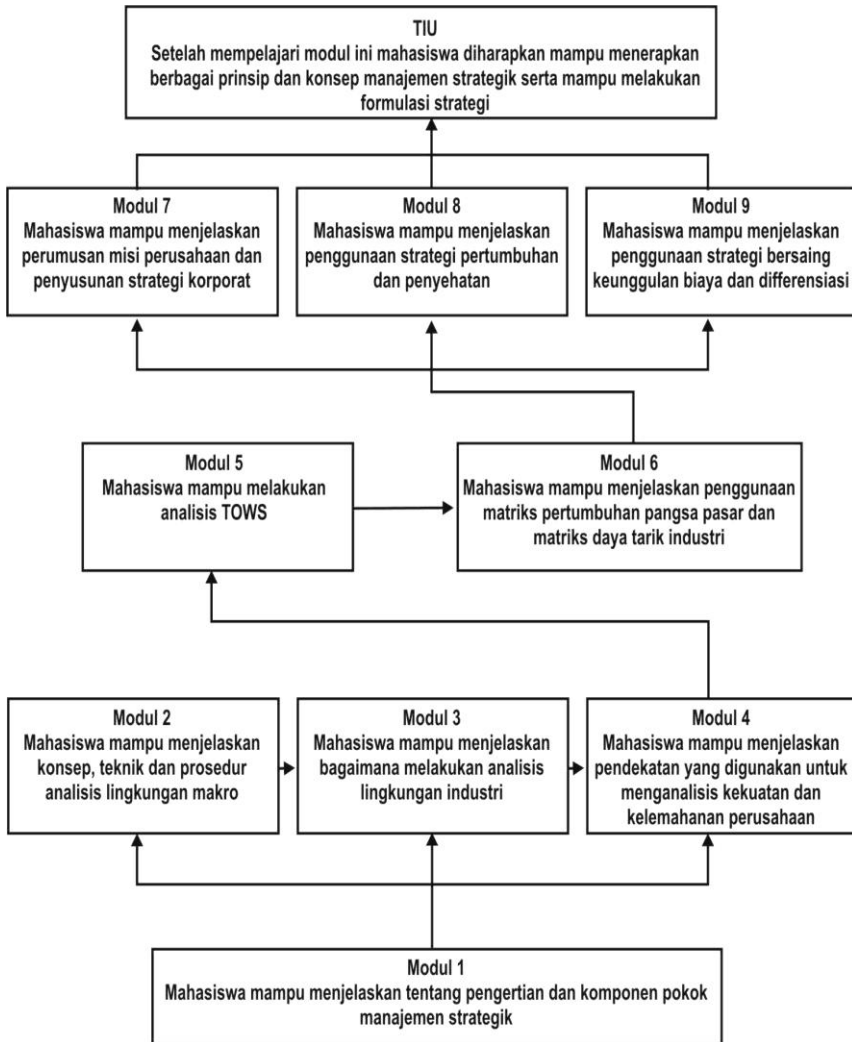 TIU
Setelah mempelajari modul ini mahasiswa diharapkan mampu menerapkan
berbagai prinsip dan konsep manajemen strategik serta mampu melakukan
formulasi strategi
Modul 7
Mahasiswa mampu menjelaskan
perumusan misi perusahaan dan
penyusunan strategi korporat
Modul 8
Mahasiswa mampu menjelaskan
penggunaan strategi pertumbuhan
dan penyehatan
Modul 9
Mahasiswa mampu menjelaskan
penggunaan strategi bersaing
keunggulan biaya dan differensiasi
Modul 5
Mahasiswa mampu melakukan
analisis TOWS
Modul 6
Mahasiswa mampu menjelaskan penggunaan
matriks pertumbuhan pangsa pasar dan
matriks daya tarik industri
Modul 2
Mahasiswa mampu menjelaskan
konsep, teknik dan prosedur
analisis lingkungan makro
Modul 3
Mahasiswa mampu menjelaskan
bagaimana melakukan analisis
lingkungan industri
Modul 4
Mahasiswa mampu menjelaskan
pendekatan yang digunakan untuk
menganalisis kekuatan dan
kelemahanan perusahaan
Modul 1
Mahasiswa mampu menjelaskan tentang pengertian dan komponen pokok
manajemen strategik